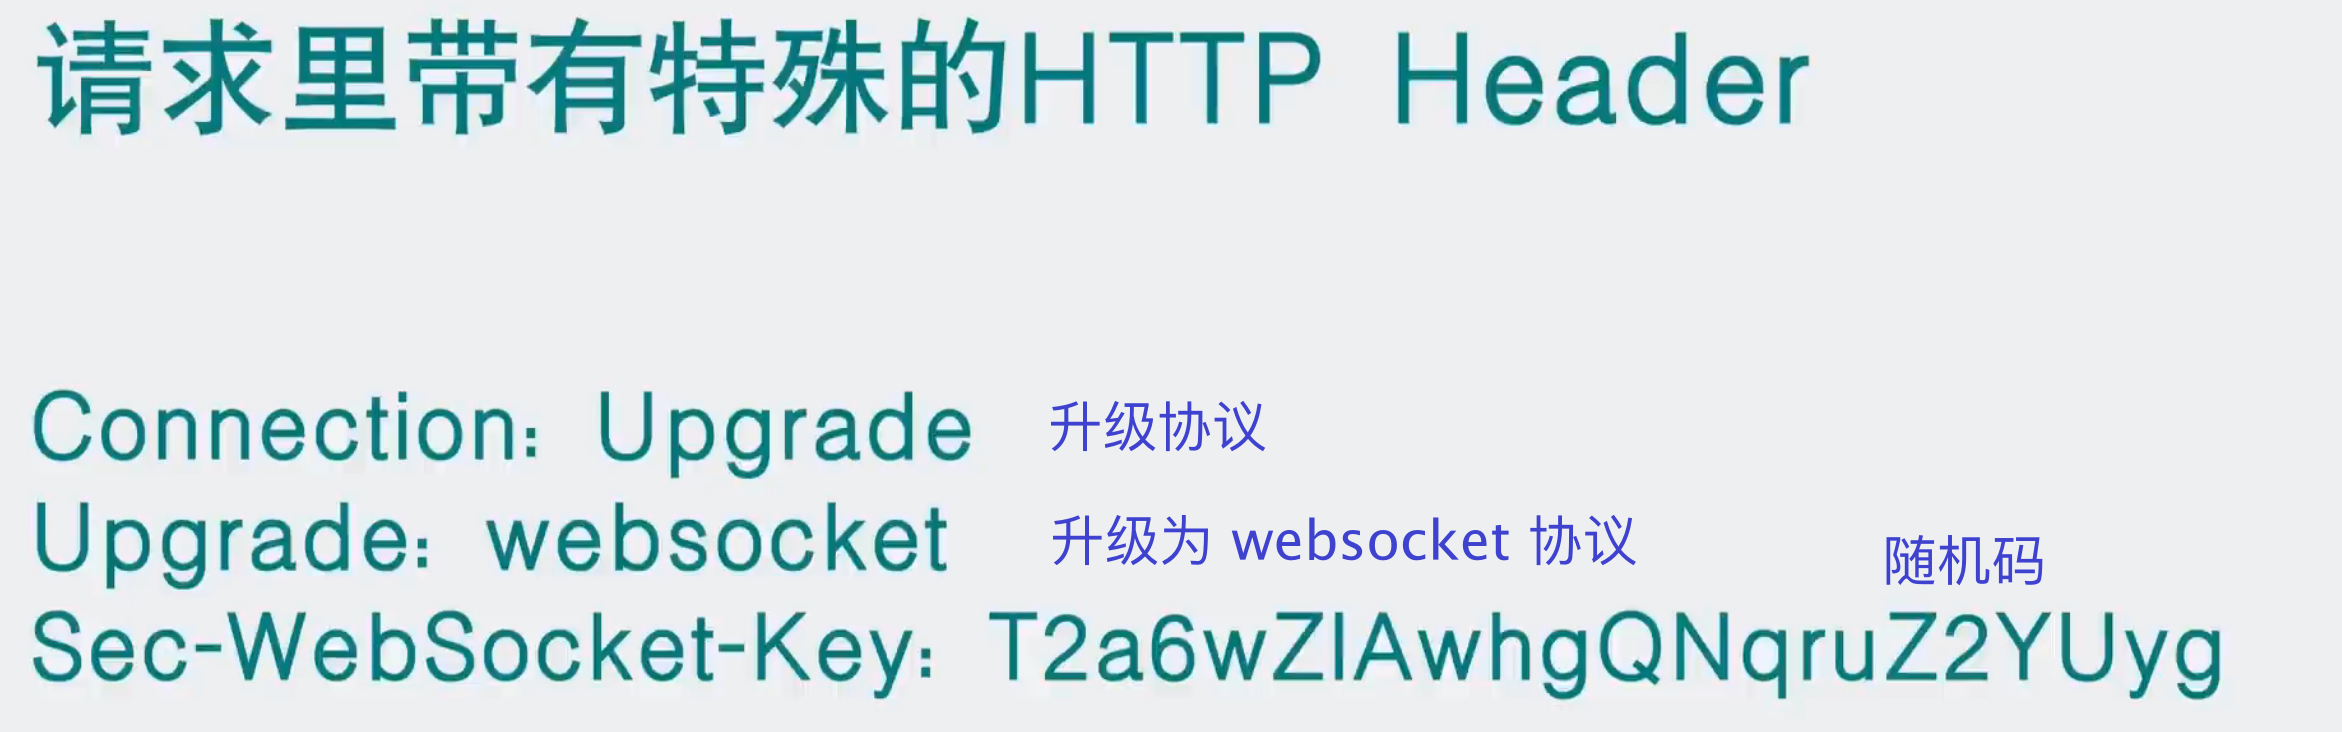 请求里带有特殊的HTTP Header
Connection: Upgrade 升级协议
Upgrade: websocket 升级为 websocket 协议
随机码
Sec-WebSocket-Key: T2a6wZlAwhgQNqruZ2YUyg